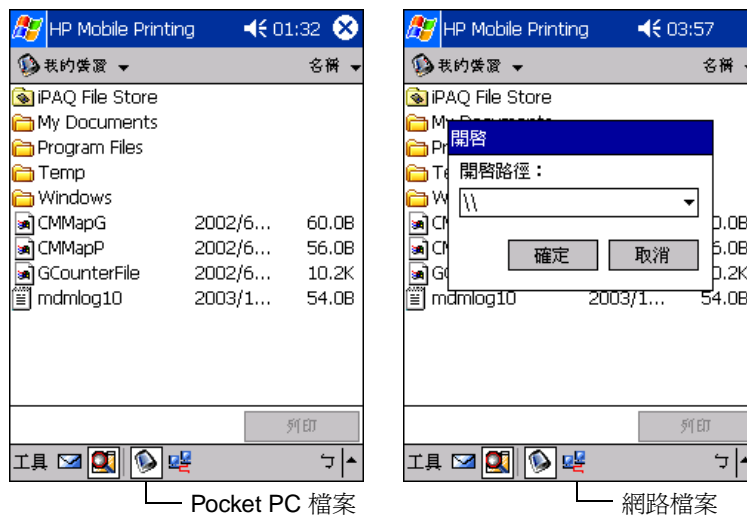 HP Mobile Printing 01:32
我的裝置 名稱
iPAQ File Store
My Documents
Program Files
Temp
Windows
CMMapG 2002/6... 60.0B
CMMapP 2002/6... 56.0B
GCounterFile 2002/6... 10.2K
mdmlog10 2003/1... 54.0B
列印
工具 ㄅ
Pocket PC 檔案
HP Mobile Printing 03:57
我的裝置 名稱
iPAQ File Store
開啓
開啓路徑：
\\
確定 取消
mdmlog10 2003/1... 54.0B
列印
工具 ㄅ
網路檔案